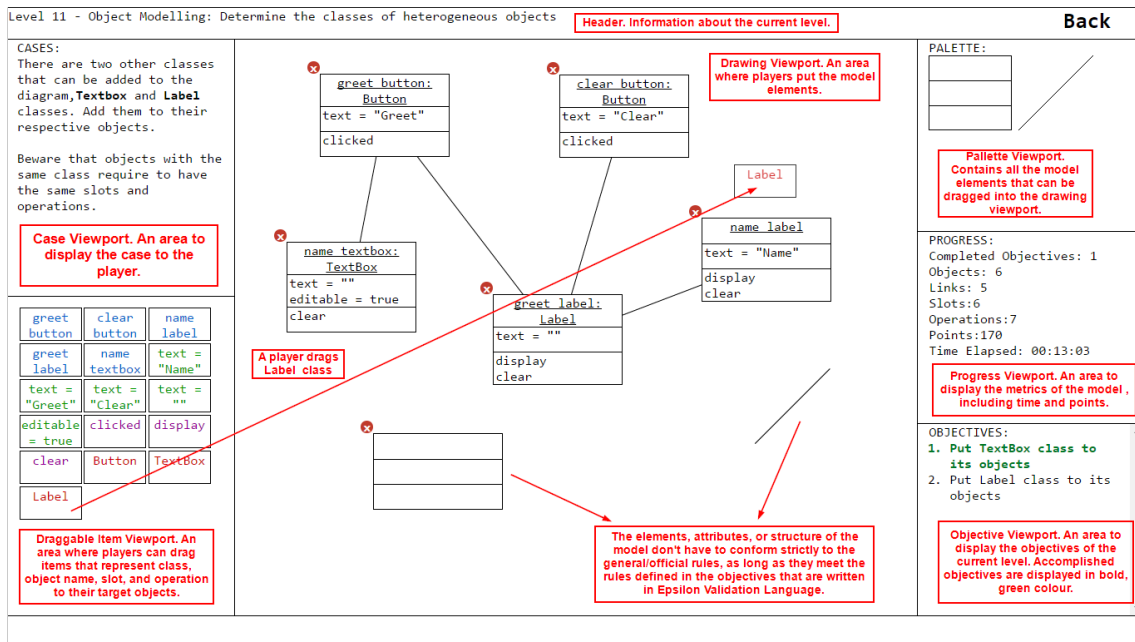 Level 11 - Object Modelling: Determine the classes of heterogeneous objects
Header. Information about the current level.
Back
CASES:
There are two other classes
that can be added to the
diagram,Textbox and Label
classes. Add them to their
respective objects.
Beware that objects with the
same class require to have
the same slots and
operations.
Case Viewport. An area to
display the case to the
player.
greet
button
clear
button
name
label
greet
label
name
textbox
text =
"Name"
text =
"Greet"
text =
"Clear"
text =
""
editable
= true
clicked
display
clear
Button
TextBox
Label
Draggable Item Viewport. An
area where players can drag
items that represent class,
object name, slot, and operation
to their target objects.
greet button:
Button
text = "Greet"
clicked
clear button:
Button
text = "Clear"
clicked
Drawing Viewport. An area
where players put the model
elements.
Label
name label
text = "Name"
display
clear
name textbox:
TextBox
text = ""
editable = true
clear
greet label:
Label
text = ""
display
clear
A player drags
Label class
The elements, attributes, or structure of the
model don't have to conform strictly to the
general/official rules, as long as they meet the
rules defined in the objectives that are written
in Epsilon Validation Language.
PALETTE:
Pallette Viewport.
Contains all the model
elements that can be
dragged into the drawing
viewport.
PROGRESS:
Completed Objectives: 1
Objects: 6
Links: 5
Slots:6
Operations:7
Points:170
Time Elapsed: 00:13:03
Progress Viewport. An area to
display the metrics of the model ,
including time and points.
OBJECTIVES:
1. Put TextBox class to
its objects
2. Put Label class to its
objects
Objective Viewport. An area to
display the objectives of the
current level. Accomplished
objectives are displayed in bold,
green colour.